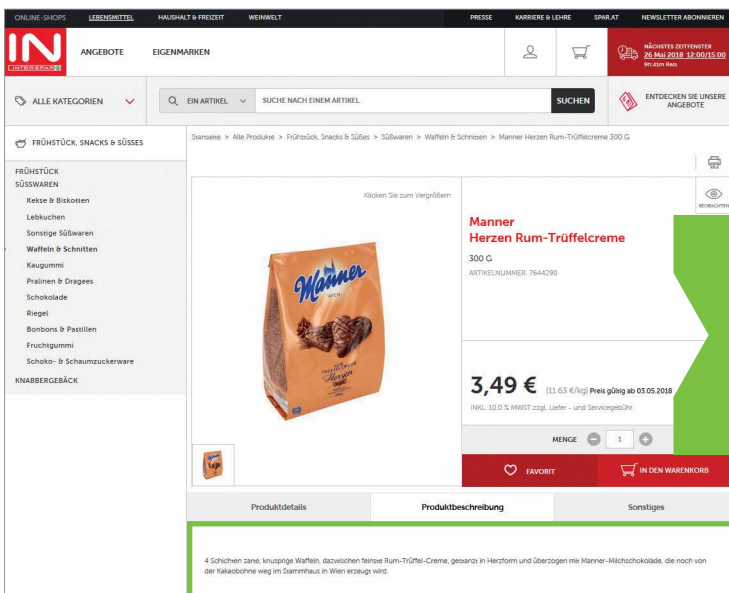 ONLINE-SHOPS LEBENSMITTEL HAUSHALT & FREIZEIT WEINWELT PRESSE KARRIERE & LEHRE SPAR.AT NEWSLETTER ABONNIEREN
IN
INTERSPAR
ANGEBOTE EIGENMARKEN
NÄCHSTES ZEITFENSTER
26 Mai 2018 12:00/15:00
9h:41m Rest
ALLE KATEGORIEN EIN ARTIKEL SUCHE NACH EINEM ARTIKEL SUCHEN
ENTDECKEN SIE UNSERE
ANGEBOTE
FRÜHSTÜCK, SNACKS & SÜSSES
Startseite > Alle Produkte > Frühstück, Snacks & Süßes > Süßwaren > Waffeln & Schnitten > Manner Herzen Rum-Trüffelcreme 300 G
FRÜHSTÜCK
SÜSSWAREN
Kekse & Biskotten
Lebkuchen
Sonstige Süßwaren
Waffeln & Schnitten
Kaugummi
Pralinen & Dragees
Schokolade
Riegel
Bonbons & Pastillen
Fruchtgummi
Schoko- & Schaumzuckerware
KNABBERGEBÄCK
Klicken Sie zum Vergrößern
BEOBACHTEN
Manner
WIEN
RUM
TRÜFFELCREME
Herzen
Manner
Herzen Rum-Trüffelcreme
300 G
ARTIKELNUMMER: 7644290
3,49 € (11.63 €/kg) Preis gültig ab 03.05.2018
INKL. 10.0 % MWST zzgl. Liefer - und Servicegebühr
MENGE 1
FAVORIT IN DEN WARENKORB
Produktdetails Produktbeschreibung Sonstiges
4 Schichten zarte, knusprige Waffeln, dazwischen feinste Rum-Trüffel-Creme, gestanzt in Herzform und überzogen mit Manner-Milchschokolade, die noch von
der Kakaobohne weg im Stammhaus in Wien erzeugt wird.